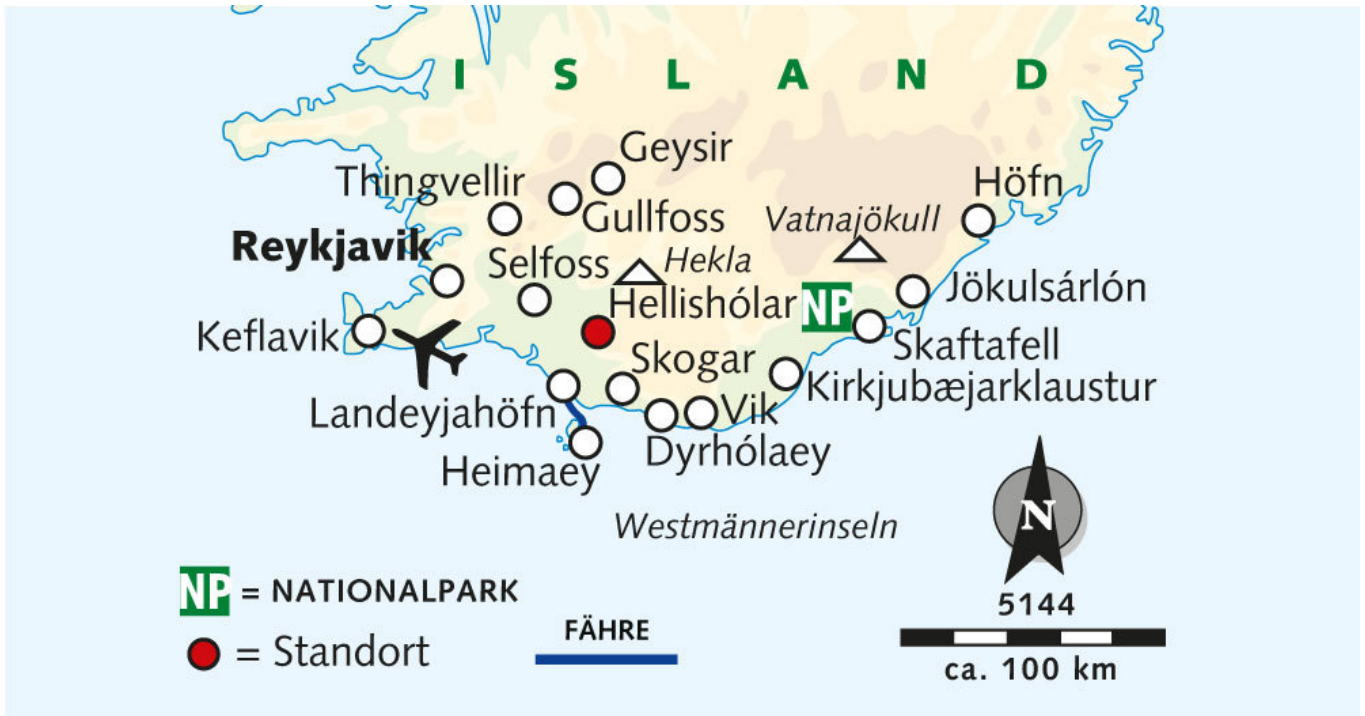 I S L A N D
Geysir
Thingvellir
Gullfoss
Höfn
Vatnajökull
Reykjavik
Selfoss
Hekla
Hellishólar
NP
Jökulsárlón
Keflavik
Skaftafell
Skogar
Kirkjubæjarklaustur
Landeyjahöfn
Vik
Dyrhólaey
Heimaey
Westmännerinseln
N
NP = NATIONALPARK
5144
= Standort
FÄHRE
ca. 100 km